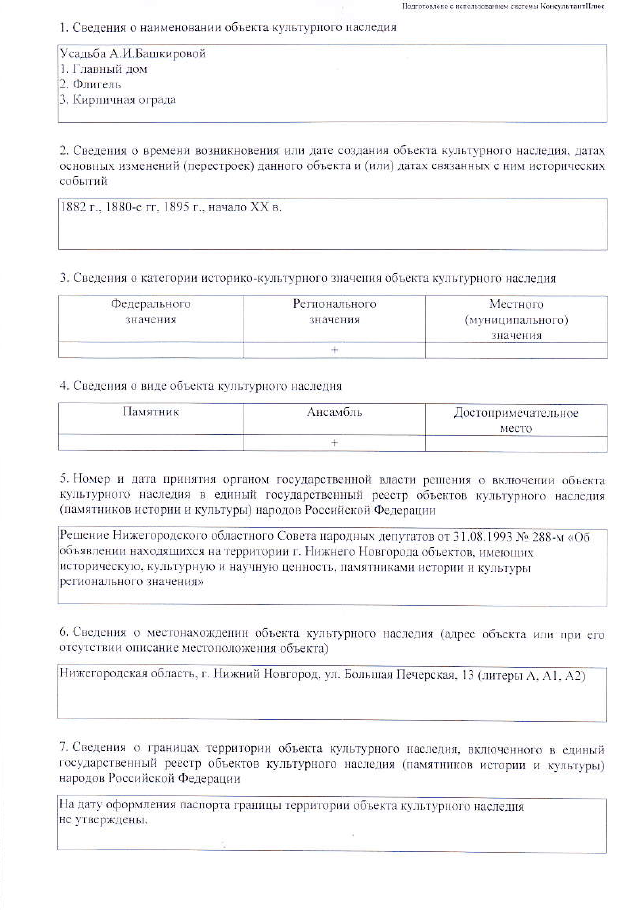 Подготовлено с использованием системы КонсультантПлюс
1. Сведения о наименовании объекта культурного наследия
Усадьба А.И.Башкировой
1. Главный дом
2. Флигель
3. Кирпичная ограда
2. Сведения о времени возникновения или дате создания объекта культурного наследия, датах
основных изменений (перестроек) данного объекта и (или) датах связанных с ним исторических
событий
1882 г., 1880-е гг, 1895 г., начало XX в.
3. Сведения о категории историко-культурного значения объекта культурного наследия
Федерального Регионального Местного
значения значения (муниципального)
значения
+
4. Сведения о виде объекта культурного наследия
Памятник Ансамбль Достопримечательное
место
+
5. Номер и дата принятия органом государственной власти решения о включении объекта
культурного наследия в единый государственный реестр объектов культурного наследия
(памятников истории и культуры) народов Российской Федерации
Решение Нижегородского областного Совета народных депутатов от 31.08.1993 № 288-м «Об
объявлении находящихся на территории г. Нижнего Новгорода объектов, имеющих
историческую, культурную и научную ценность, памятниками истории и культуры
регионального значения»
6. Сведения о местонахождении объекта культурного наследия (адрес объекта или при его
отсутствии описание местоположения объекта)
Нижегородская область, г. Нижний Новгород, ул. Большая Печерская, 13 (литеры А, А1, А2)
7. Сведения о границах территории объекта культурного наследия, включенного в единый
государственный реестр объектов культурного наследия (памятников истории и культуры)
народов Российской Федерации
На дату оформления паспорта границы территории объекта культурного наследия
не утверждены.